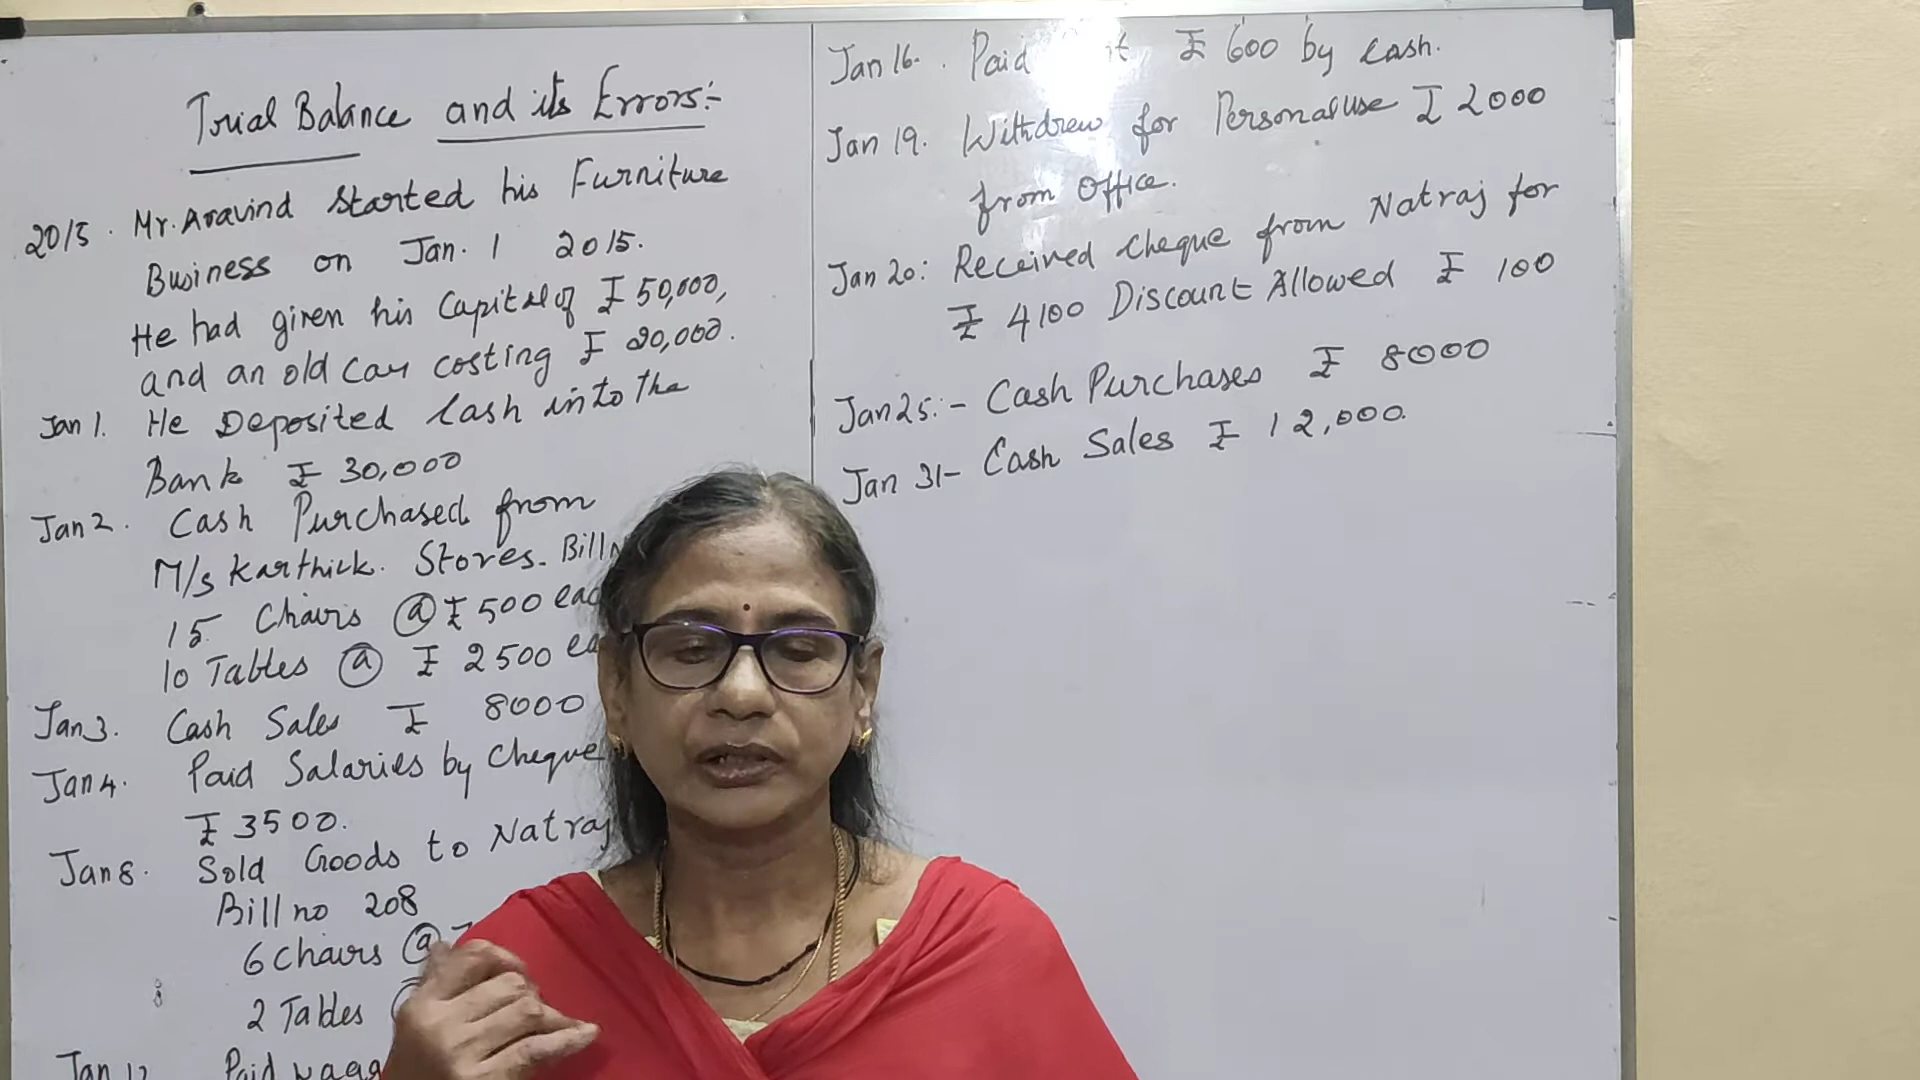 Trial Balance and its Errors:-
2015. Mr. Aravind started his Furniture
Business on Jan. 1 2015.
He had given his Capital of ₹ 50,000,
and an old car costing ₹ 20,000.
Jan 1. He Deposited Cash into the
Bank ₹ 30,000
Jan 2. Cash Purchased from
M/s Karthick. Stores. Bill
15 Chairs @ ₹ 500
10 Tables @ ₹ 2500
Jan 3. Cash Sales ₹ 8000
Jan 4. Paid Salaries by Cheque
₹ 3500.
Jan 8. Sold Goods to Natraj
Bill no 208
6 Chairs @
2 Tables
Jan 12 Paid
Jan 16. Paid ₹ 600 by Cash.
Jan 19. Withdrew for Personal use ₹ 2000
from Office.
Jan 20: Received cheque from Natraj for
₹ 4100 Discount Allowed ₹ 100
Jan 25:- Cash Purchases ₹ 8000
Jan 31- Cash Sales ₹ 12,000.